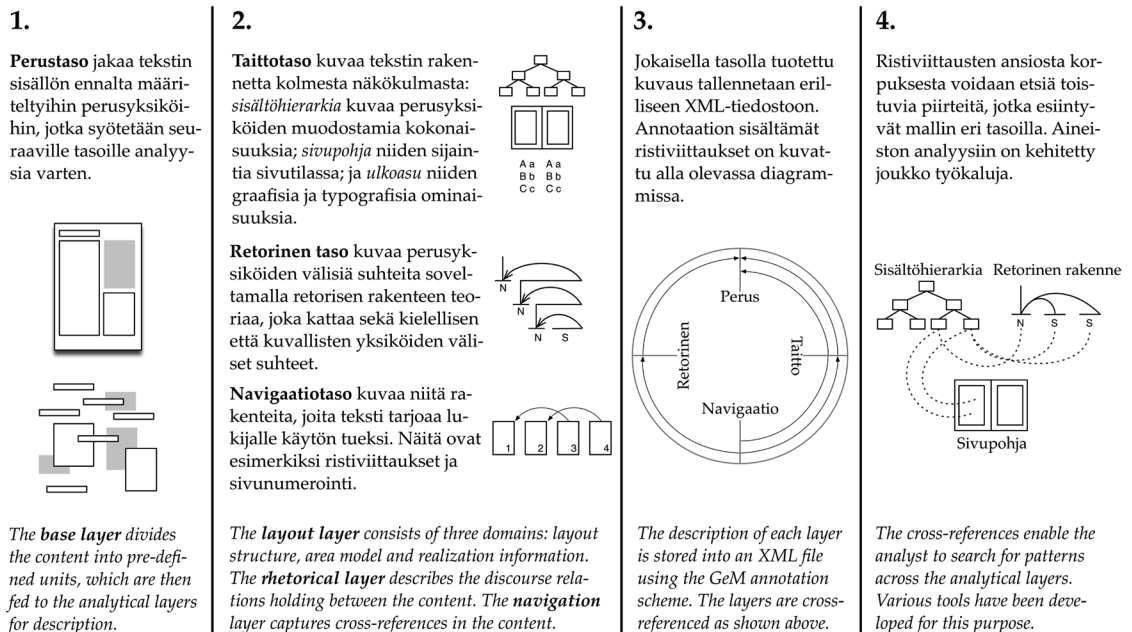 1.
Perustaso jakaa tekstin
sisällön ennalta määri-
teltyihin perusyksiköi-
hin, jotka syötetään seu-
raaville tasoille analyy-
sia varten.
The base layer divides
the content into pre-defi-
ned units, which are then
fed to the analytical layers
for description.
2.
Taittotaso kuvaa tekstin raken-
netta kolmesta näkökulmasta:
sisältöhierarkia kuvaa perusyksi-
köiden muodostamia kokonai-
suuksia; sivupohja niiden sijain-
tia sivutilassa; ja ulkoasu niiden
graafisia ja typografisia ominai-
suuksia.
A a A a
B b B b
C c C c
Retorinen taso kuvaa perusyk-
siköiden välisiä suhteita sovel-
tamalla retorisen rakenteen teo-
riaa, joka kattaa sekä kielellisen
että kuvallisten yksiköiden väli-
set suhteet.
N
N
N S
Navigaatiotaso kuvaa niitä ra-
kenteita, joita teksti tarjoaa lu-
kijalle käytön tueksi. Näitä ovat
esimerkiksi ristiviittaukset ja
sivunumerointi.
1 2 3 4
The layout layer consists of three domains: layout
structure, area model and realization information.
The rhetorical layer describes the discourse rela-
tions holding between the content. The navigation
layer captures cross-references in the content.
3.
Jokaisella tasolla tuotettu
kuvaus tallennetaan eril-
liseen XML-tiedostoon.
Annotaation sisältämät
ristiviittaukset on kuvat-
tu alla olevassa diagram-
missa.
Perus
Retorinen
Taitto
Navigaatio
The description of each layer
is stored into an XML file
using the GeM annotation
scheme. The layers are cross-
referenced as shown above.
4.
Ristiviittausten ansiosta kor-
puksesta voidaan etsiä tois-
tuvia piirteitä, jotka esiinty-
vät mallin eri tasoilla. Ainei-
ston analyysiin on kehitetty
joukko työkaluja.
Sisältöhierarkia Retorinen rakenne
N S S
Sivupohja
The cross-references enable the
analyst to search for patterns
across the analytical layers.
Various tools have been deve-
loped for this purpose.